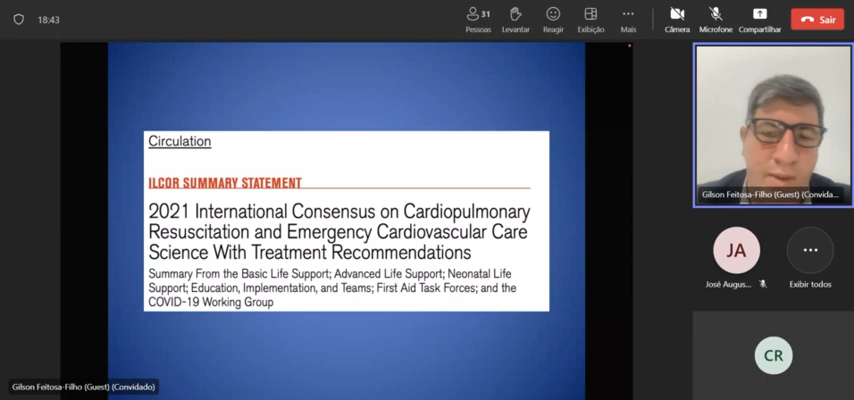 18:43
31
Pessoas
Levantar
Reagir
Exibição
Mais
Câmera
Microfone
Compartilhar
Sair
Circulation
ILCOR SUMMARY STATEMENT
2021 International Consensus on Cardiopulmonary
Resuscitation and Emergency Cardiovascular Care
Science With Treatment Recommendations
Summary From the Basic Life Support; Advanced Life Support; Neonatal Life
Support; Education, Implementation, and Teams; First Aid Task Forces; and the
COVID-19 Working Group
Gilson Feitosa-Filho (Guest) (Convidado)
Gilson Feitosa-Filho (Guest) (Convida...
JA
José Augus...
Exibir todos
CR